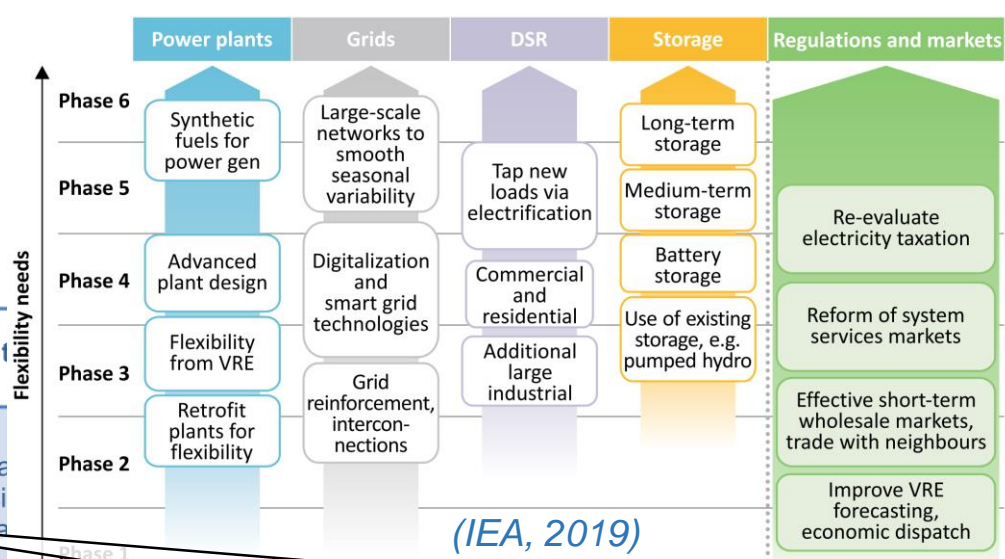 Power plants
Grids
DSR
Storage
Regulations and markets
Flexibility needs
Phase 6
Phase 5
Phase 4
Phase 3
Phase 2
Phase 1
Synthetic
fuels for
power gen
Advanced
plant design
Flexibility
from VRE
Retrofit
plants for
flexibility
Large-scale
networks to
smooth
seasonal
variability
Digitalization
and
smart grid
technologies
Grid
reinforcement,
intercon-
nections
Tap new
loads via
electrification
Commercial
and
residential
Additional
large
industrial
Long-term
storage
Medium-term
storage
Battery
storage
Use of existing
storage, e.g.
pumped hydro
Re-evaluate
electricity taxation
Reform of system
services markets
Effective short-term
wholesale markets,
trade with neighbours
Improve VRE
forecasting,
economic dispatch
(IEA, 2019)